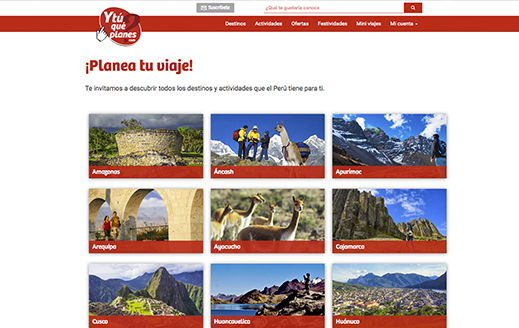 Y tú
qué
planes
Suscríbete
¿Qué te gustaría conoce
Destinos Actividades Ofertas Festividades Mini viajes Mi cuenta
¡Planea tu viaje!
Te invitamos a descubrir todos los destinos y actividades que el Perú tiene para ti.
Amazonas Áncash Apurímac
Arequipa Ayacucho Cajamarca
Cusco Huancavelica Huánuco